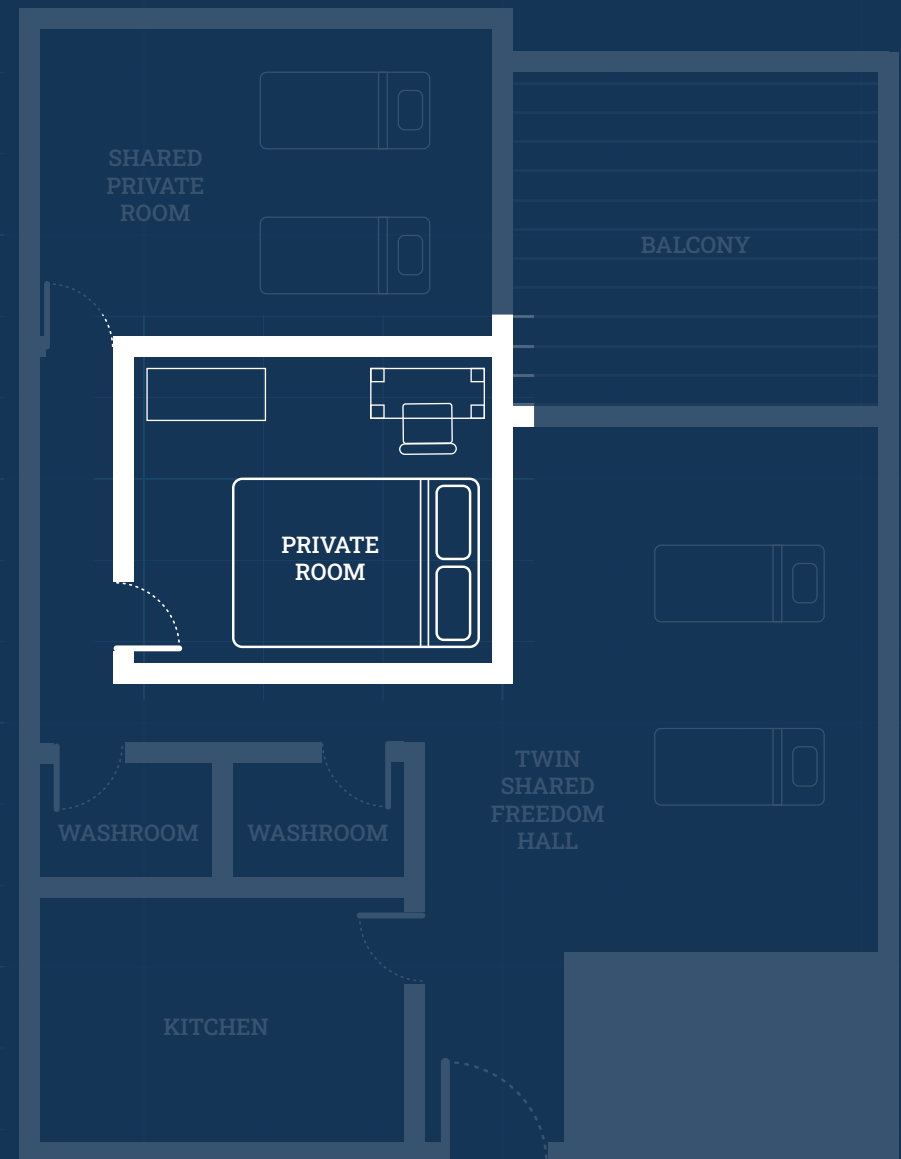 SHARED
PRIVATE
ROOM
BALCONY
PRIVATE
ROOM
TWIN
SHARED
FREEDOM
HALL
WASHROOM
WASHROOM
KITCHEN